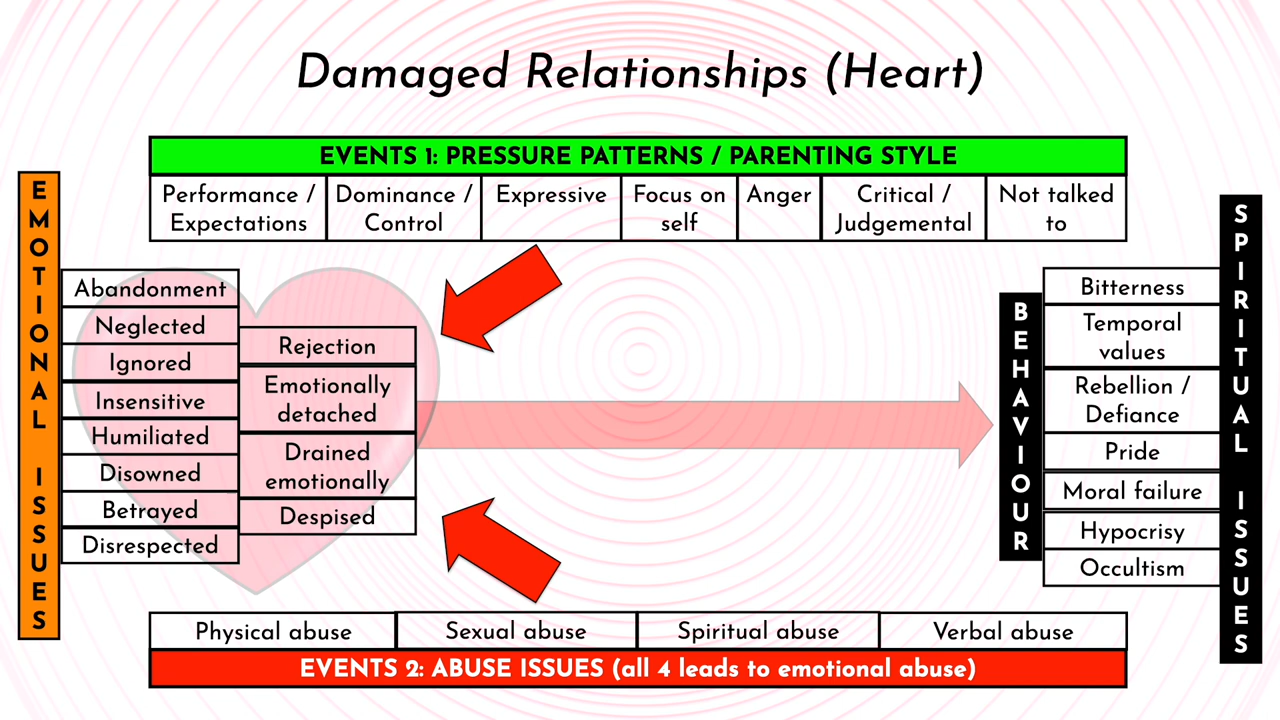 Damaged Relationships (Heart)
EVENTS 1: PRESSURE PATTERNS / PARENTING STYLE
Performance /
Expectations
Dominance /
Control
Expressive
Focus on
self
Anger
Critical /
Judgemental
Not talked
to
EMOTIONAL ISSUES
Abandonment
Neglected
Ignored
Insensitive
Humiliated
Disowned
Betrayed
Disrespected
Rejection
Emotionally
detached
Drained
emotionally
Despised
BEHAVIOUR
Bitterness
Temporal
values
Rebellion /
Defiance
Pride
Moral failure
Hypocrisy
Occultism
SPIRITUAL ISSUES
Physical abuse
Sexual abuse
Spiritual abuse
Verbal abuse
EVENTS 2: ABUSE ISSUES (all 4 leads to emotional abuse)